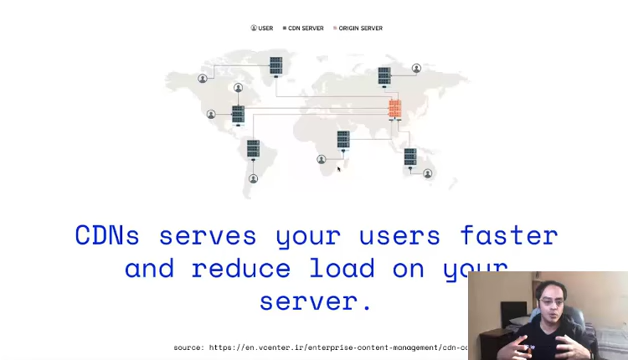 USER CDN SERVER ORIGIN SERVER
CDNs serves your users faster
and reduce load on your
server.
source: https://en.vcenter.ir/enterprise-content-management/cdn-co